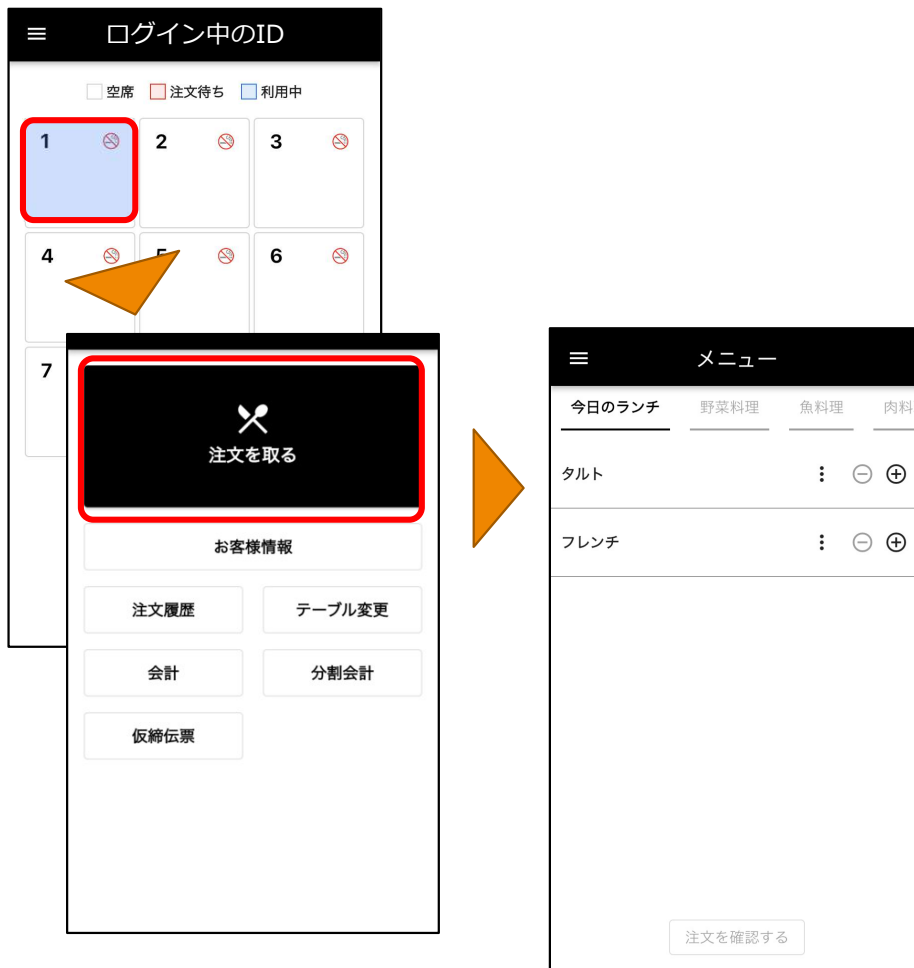 ログイン中のID
空席 注文待ち 利用中
1 2 3
4 5 6
7
注文を取る
お客様情報
注文履歴 テーブル変更
会計 分割会計
仮締伝票
メニュー
今日のランチ 野菜料理 魚料理 肉料
タルト
フレンチ
注文を確認する